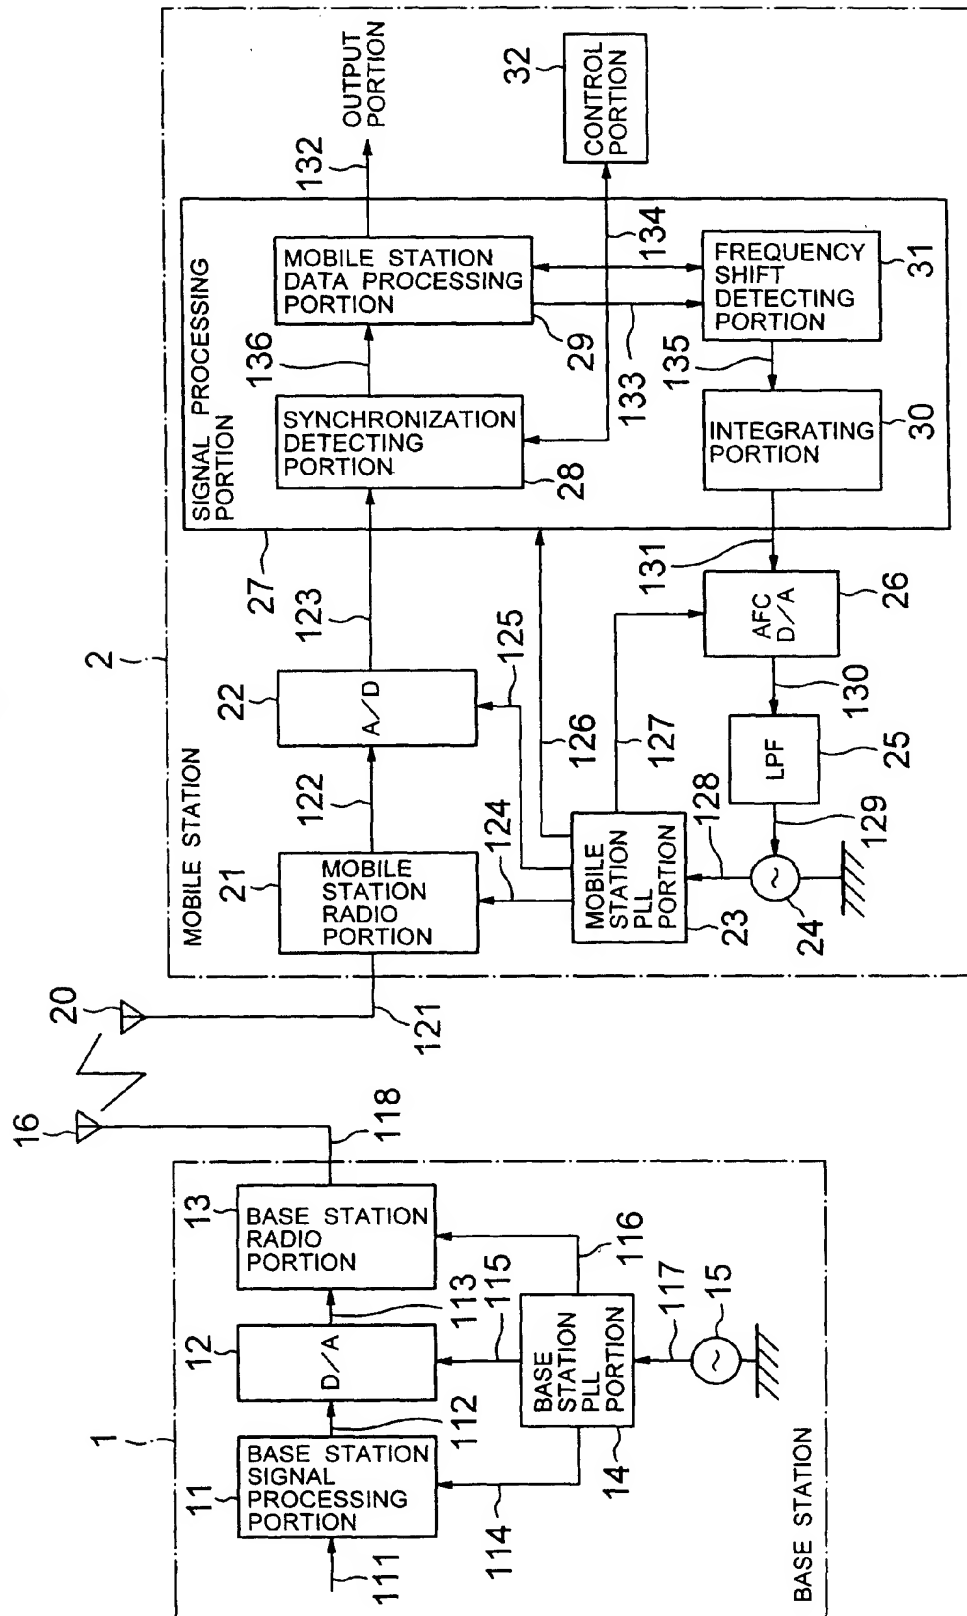 1
BASE STATION
111
11
BASE STATION
SIGNAL
PROCESSING
PORTION
112
12
D/A
113
13
BASE STATION
RADIO
PORTION
118
16
114
115
116
BASE
STATION
PLL
PORTION
14
117
15
2
MOBILE STATION
20
121
21
MOBILE
STATION
RADIO
PORTION
122
22
A/D
123
124
125
126
127
MOBILE
STATION
PLL
PORTION
23
128
24
129
LPF
25
130
AFC
D/A
26
131
27
SIGNAL PROCESSING
PORTION
SYNCHRONIZATION
DETECTING
PORTION
28
136
MOBILE STATION
DATA PROCESSING
PORTION
29
132
OUTPUT
PORTION
133
134
INTEGRATING
PORTION
30
135
FREQUENCY
SHIFT
DETECTING
PORTION
31
32
CONTROL
PORTION